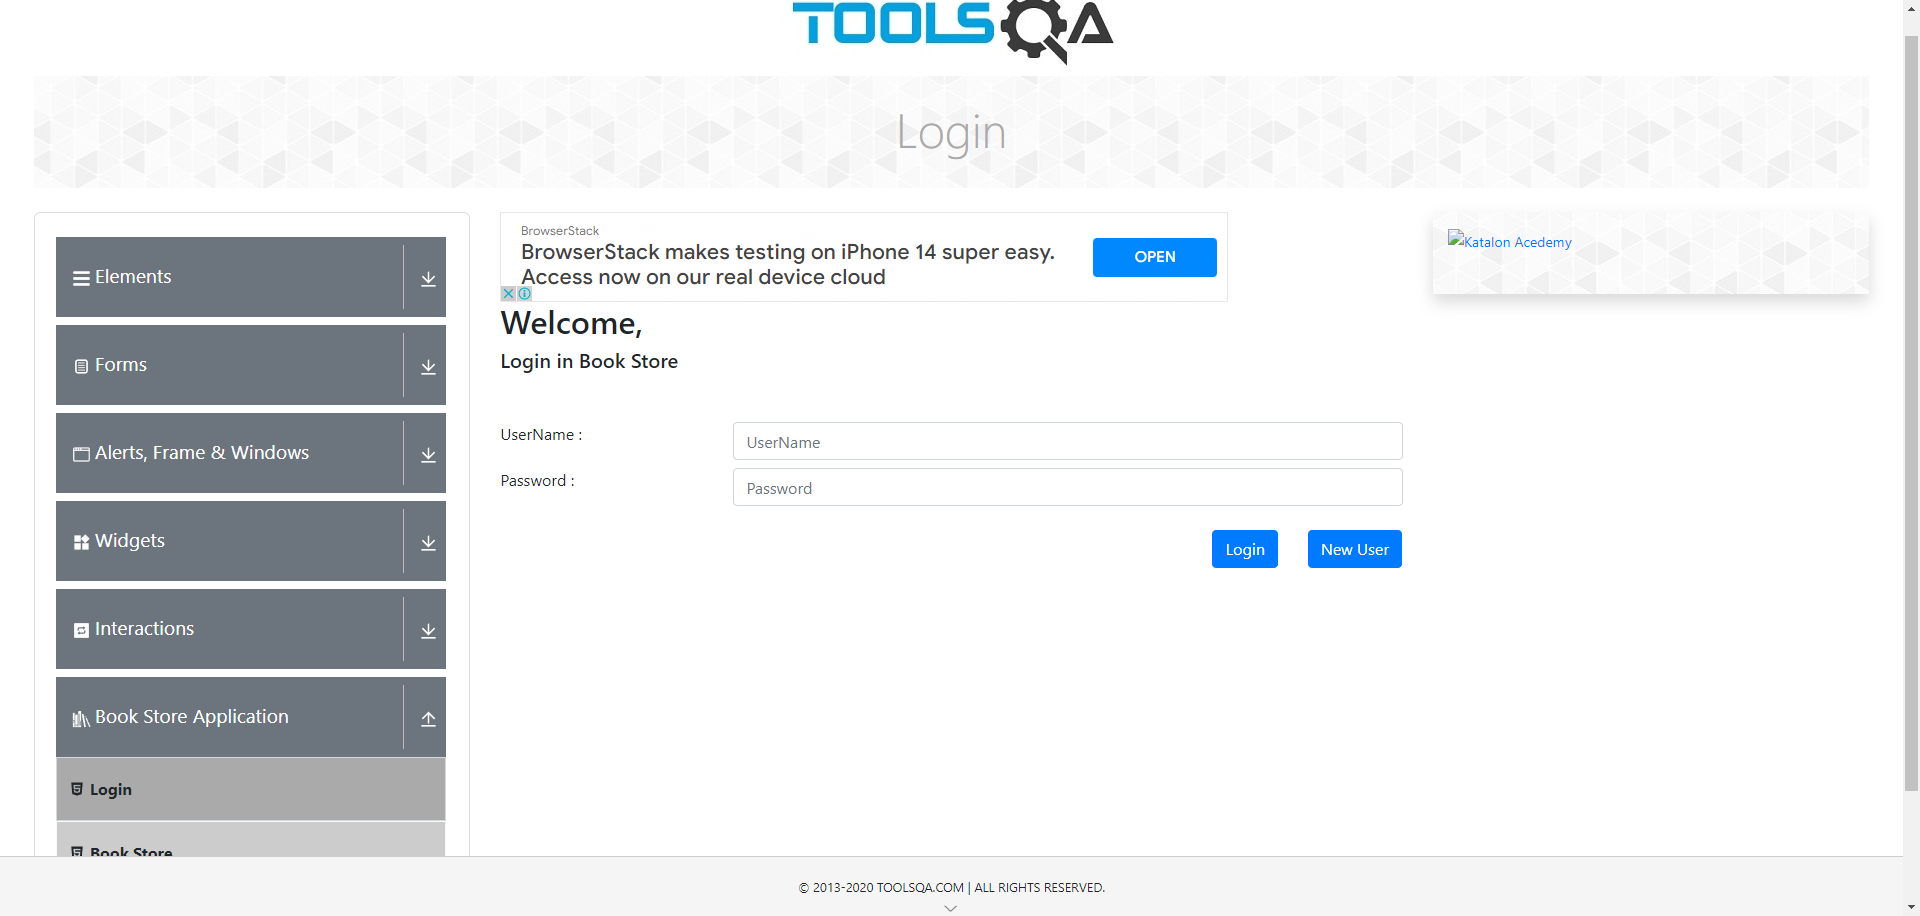 TOOLSQA
Login
Elements
Forms
Alerts, Frame & Windows
Widgets
Interactions
Book Store Application
Login
Book Store
BrowserStack
BrowserStack makes testing on iPhone 14 super easy.
Access now on our real device cloud
OPEN
Welcome,
Login in Book Store
UserName :
UserName
Password :
Password
Login
New User
Katalon Acedemy
© 2013-2020 TOOLSQA.COM | ALL RIGHTS RESERVED.